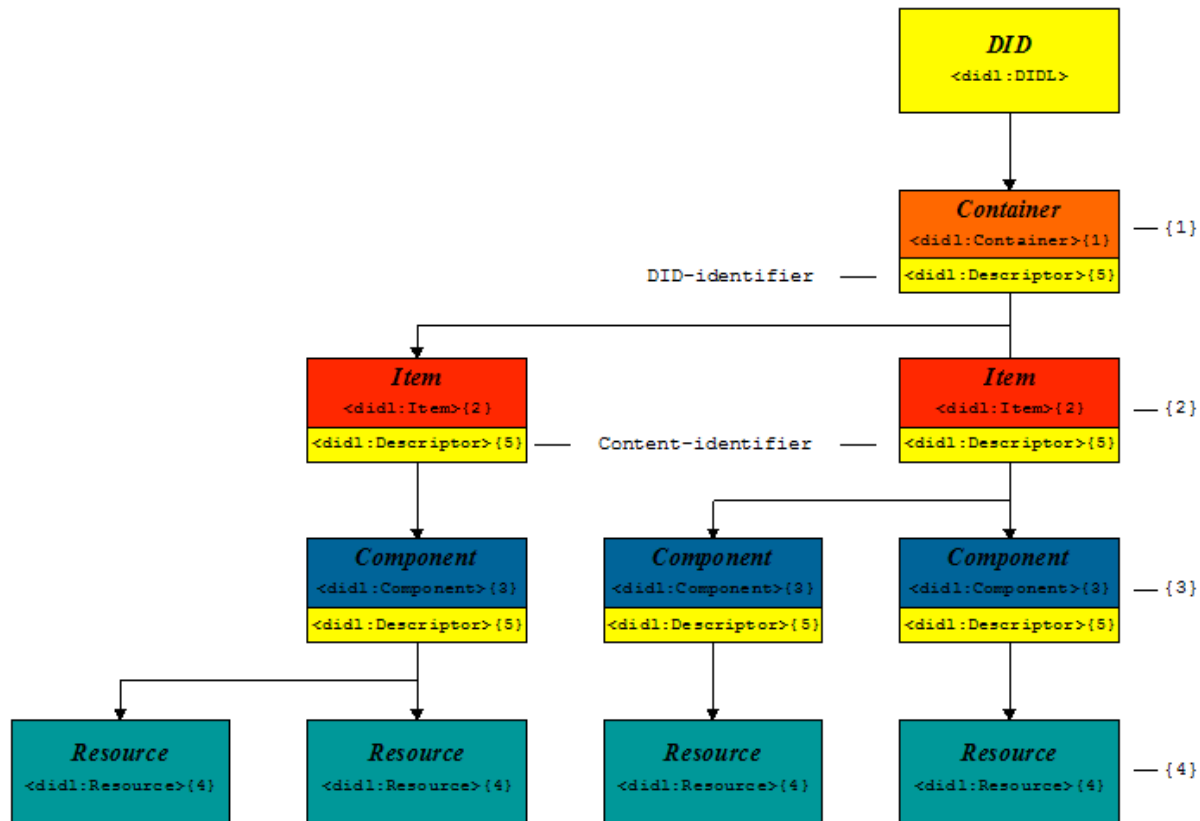 DID
<didl:DIDL>
Container
<didl:Container>{1}
— {1}
DID-identifier —
<didl:Descriptor>{5}
Item
<didl:Item>{2}
Item
<didl:Item>{2}
— {2}
<didl:Descriptor>{5}
— Content-identifier —
<didl:Descriptor>{5}
Component
<didl:Component>{3}
Component
<didl:Component>{3}
Component
<didl:Component>{3}
— {3}
<didl:Descriptor>{5}
<didl:Descriptor>{5}
<didl:Descriptor>{5}
Resource
<didl:Resource>{4}
Resource
<didl:Resource>{4}
Resource
<didl:Resource>{4}
Resource
<didl:Resource>{4}
— {4}